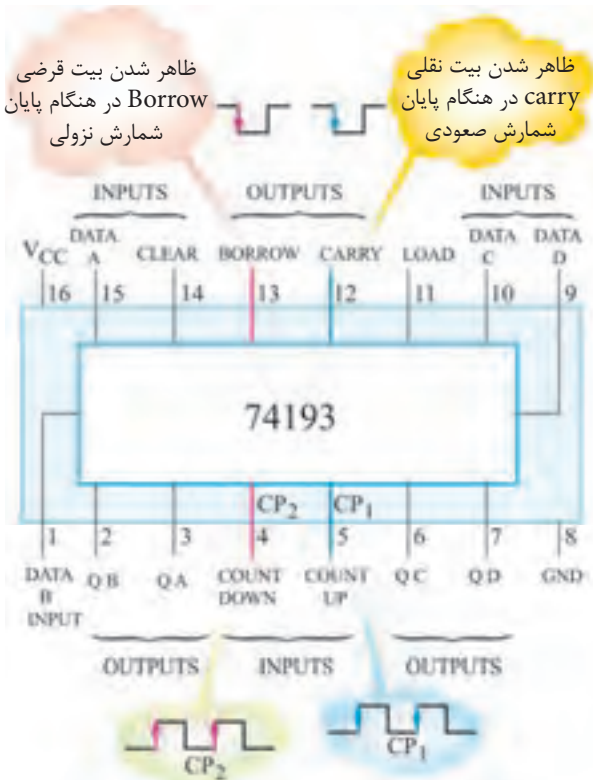 ظاهر شدن بیت قرضی
Borrow در هنگام پایان
شمارش نزولی
ظاهر شدن بیت نقلی
carry در هنگام پایان
شمارش صعودی
INPUTS OUTPUTS INPUTS
VCC DATA A CLEAR BORROW CARRY LOAD DATA C DATA D
16 15 14 13 12 11 10 9
74193
CP2 CP1
1 2 3 4 5 6 7 8
DATA B INPUT QB QA COUNT DOWN COUNT UP QC QD GND
OUTPUTS INPUTS OUTPUTS
CP2 CP1